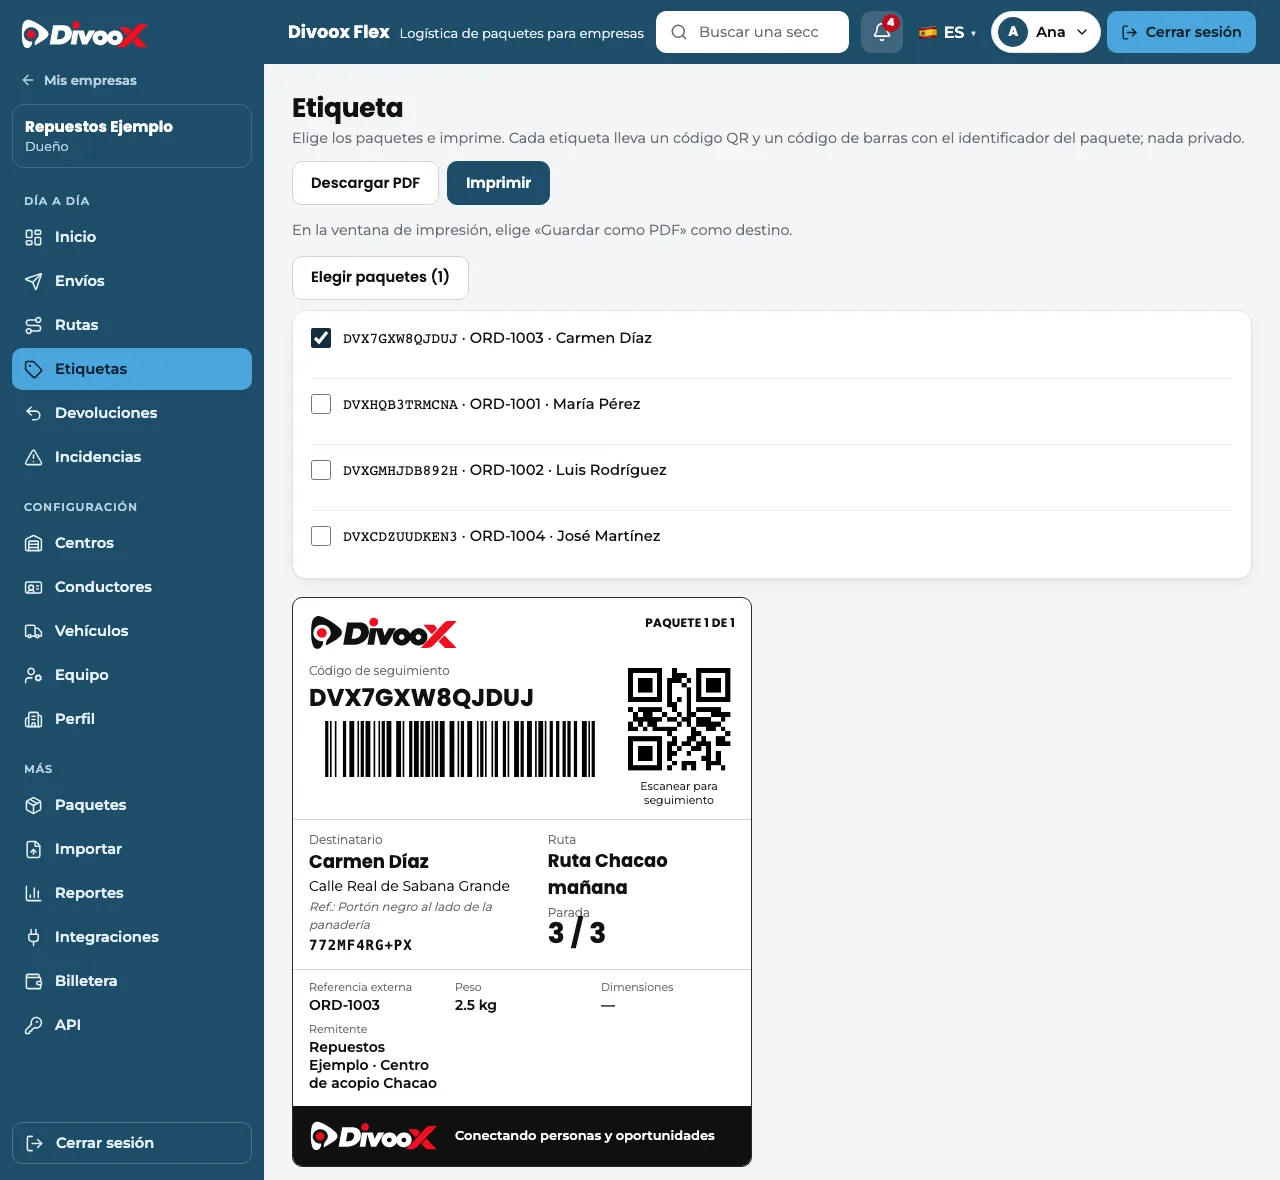 DivooX
Divoox Flex
Logística de paquetes para empresas
Buscar una secc
4
ES
A
Ana
Cerrar sesión
Mis empresas
Repuestos Ejemplo
Dueño
DÍA A DÍA
Inicio
Envíos
Rutas
Etiquetas
Devoluciones
Incidencias
CONFIGURACIÓN
Centros
Conductores
Vehículos
Equipo
Perfil
MÁS
Paquetes
Importar
Reportes
Integraciones
Billetera
API
Cerrar sesión
Etiqueta
Elige los paquetes e imprime. Cada etiqueta lleva un código QR y un código de barras con el identificador del paquete; nada privado.
Descargar PDF
Imprimir
En la ventana de impresión, elige «Guardar como PDF» como destino.
Elegir paquetes (1)
DVX7GXW8QJDUJ · ORD-1003 · Carmen Díaz
DVXHQB3TRMCNA · ORD-1001 · María Pérez
DVXGMHJDB892H · ORD-1002 · Luis Rodríguez
DVXCDZUUDKEN3 · ORD-1004 · José Martínez
DivooX
PAQUETE 1 DE 1
Código de seguimiento
DVX7GXW8QJDUJ
Escanear para
seguimiento
Destinatario
Carmen Díaz
Calle Real de Sabana Grande
Ref.: Portón negro al lado de la
panadería
772MF4RG+PX
Ruta
Ruta Chacao
mañana
Parada
3 / 3
Referencia externa
ORD-1003
Peso
2.5 kg
Dimensiones
—
Remitente
Repuestos
Ejemplo · Centro
de acopio Chacao
DivooX
Conectando personas y oportunidades